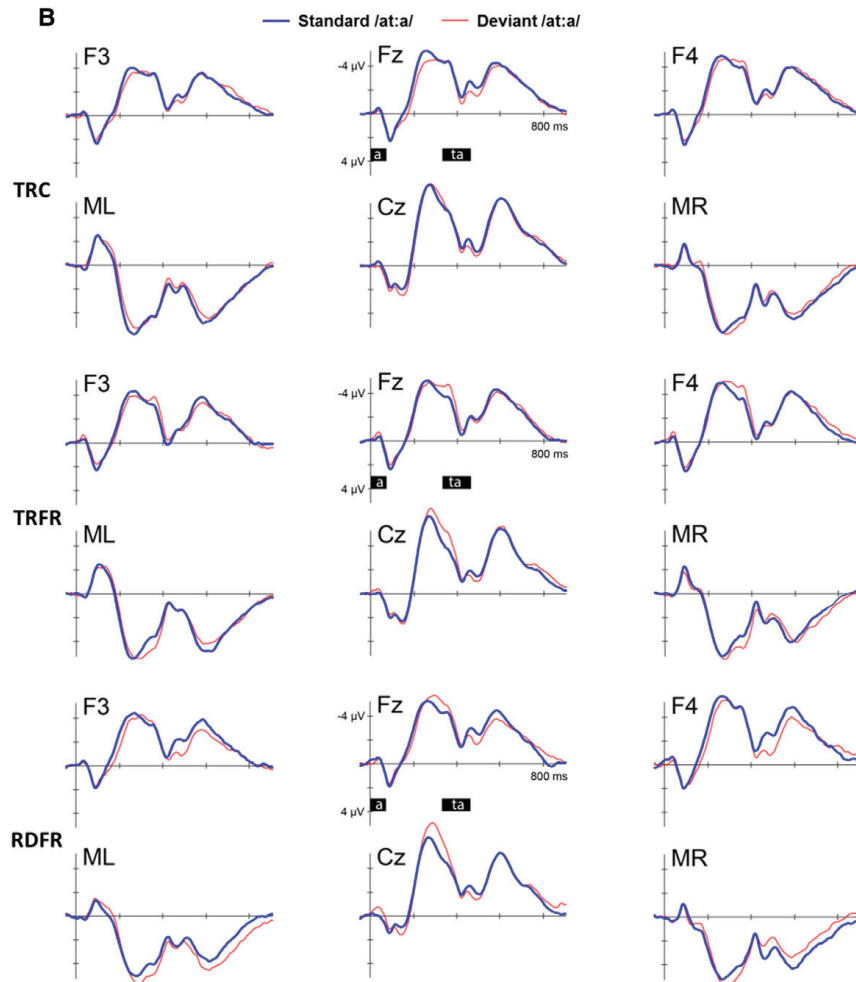 B
Standard /at:a/ Deviant /at:a/
F3 Fz F4
-4 µV
800 ms
a ta
4 µV
TRC
ML Cz MR
F3 Fz F4
-4 µV
800 ms
a ta
4 µV
TRFR
ML Cz MR
F3 Fz F4
-4 µV
800 ms
a ta
4 µV
RDFR
ML Cz MR